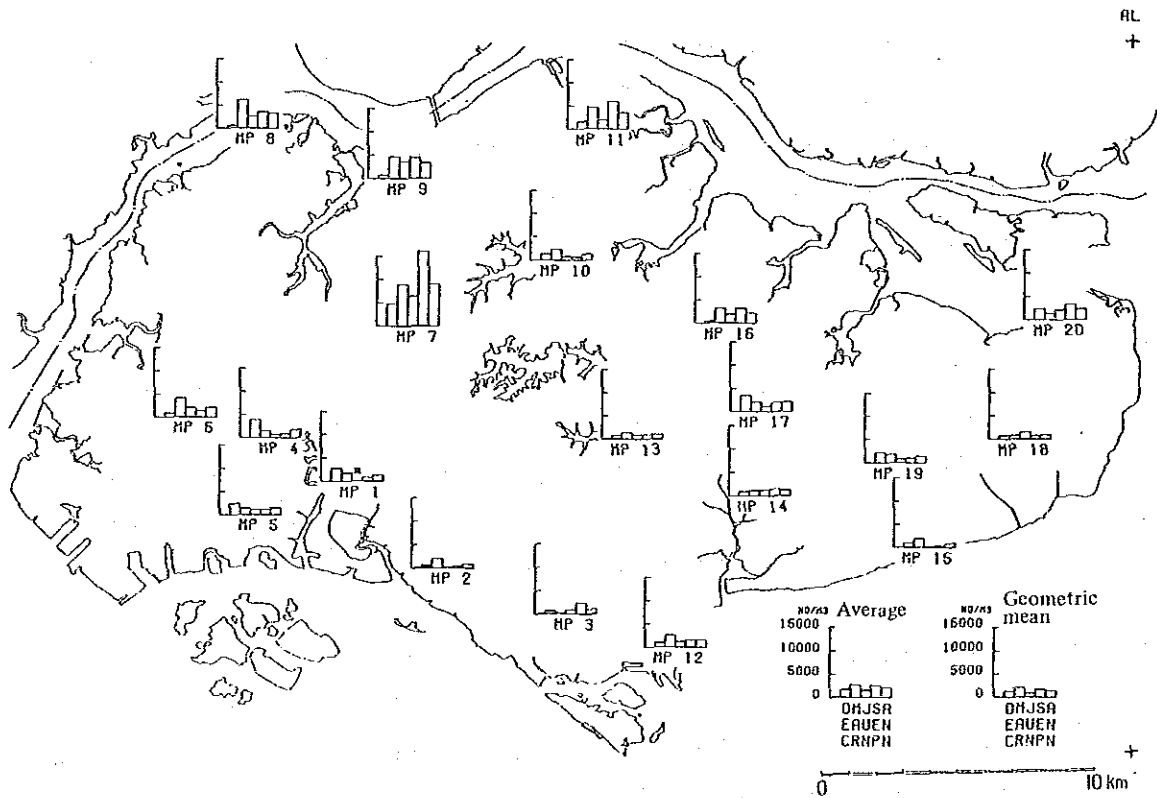 AL
MP 8
MP 9
MP 11
MP 10
MP 7
MP 16
MP 20
MP 6
MP 4
MP 1
MP 5
MP 13
MP 17
MP 18
MP 19
MP 14
MP 15
MP 2
MP 3
MP 12
NO/M3 Average
15000
10000
5000
0
DMJSA
EAUEN
CRNPN
NO/M3 Geometric mean
15000
10000
5000
0
DMJSA
EAUEN
CRNPN
0 10 km